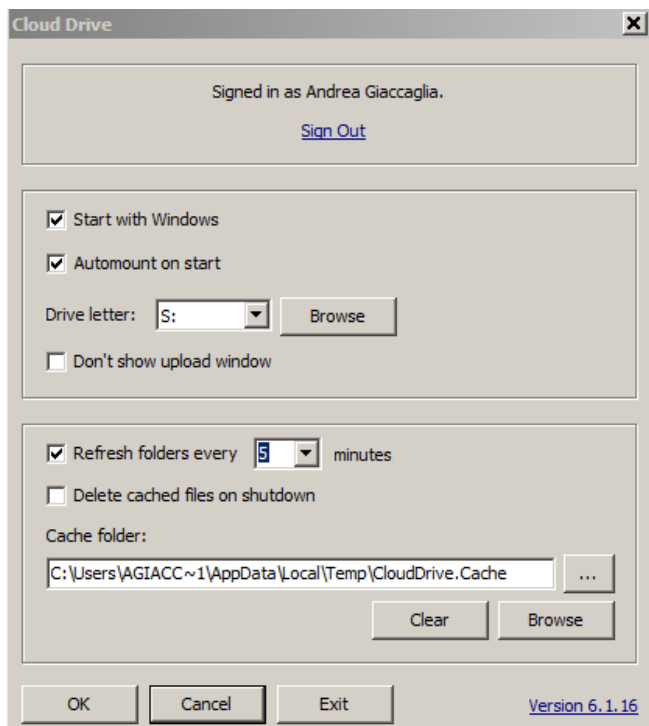 Cloud Drive
Signed in as Andrea Giaccaglia.
Sign Out
Start with Windows
Automount on start
Drive letter: S: Browse
Don't show upload window
Refresh folders every 5 minutes
Delete cached files on shutdown
Cache folder:
C:\Users\AGIACC~1\AppData\Local\Temp\CloudDrive.Cache ...
Clear Browse
OK Cancel Exit Version 6.1.16